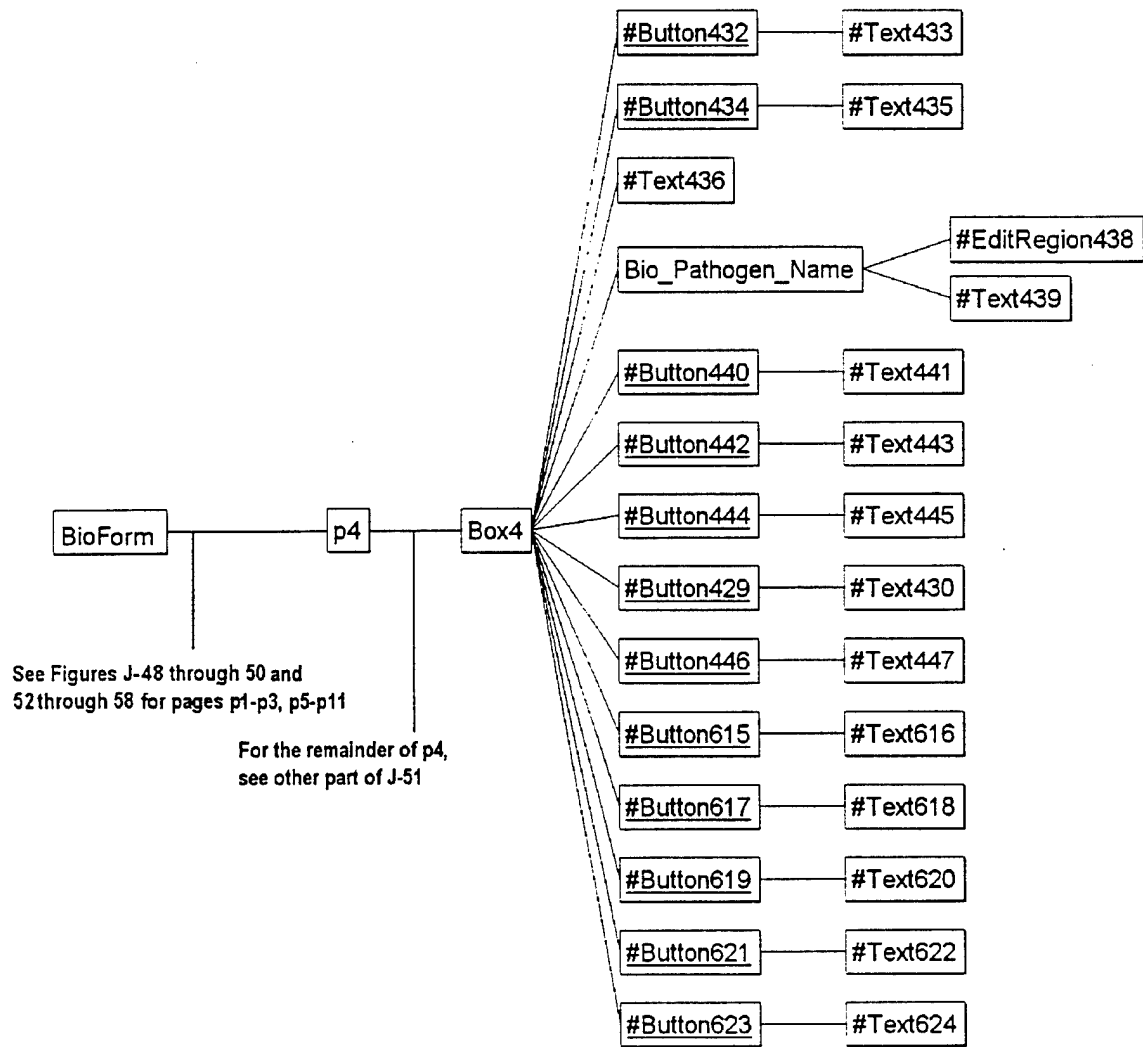 #Button432 #Text433
#Button434 #Text435
#Text436
#EditRegion438
Bio_Pathogen_Name
#Text439
#Button440 #Text441
#Button442 #Text443
BioForm p4 Box4 #Button444 #Text445
#Button429 #Text430
#Button446 #Text447
See Figures J-48 through 50 and
52 through 58 for pages p1-p3, p5-p11
#Button615 #Text616
For the remainder of p4,
see other part of J-51
#Button617 #Text618
#Button619 #Text620
#Button621 #Text622
#Button623 #Text624